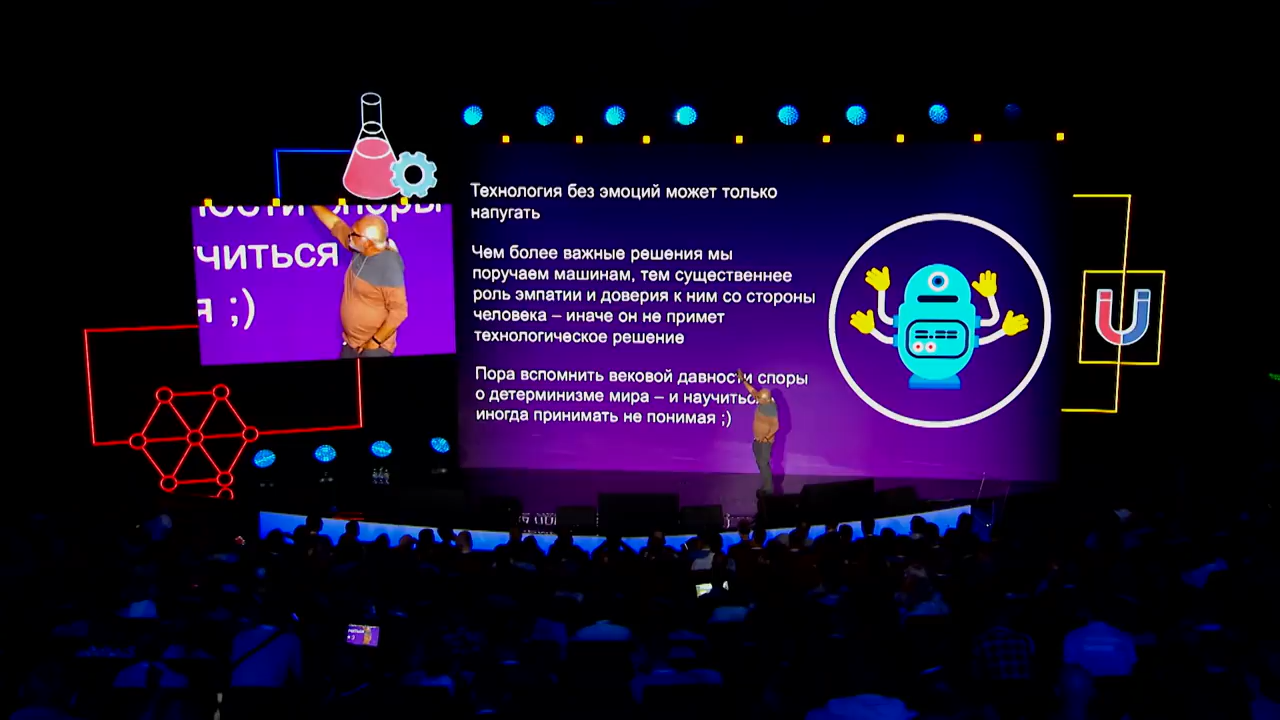 Технология без эмоций может только
напугать
Чем более важные решения мы
поручаем машинам, тем существеннее
роль эмпатии и доверия к ним со стороны
человека – иначе он не примет
технологическое решение
Пора вспомнить вековой давности споры
о детерминизме мира – и научиться
иногда принимать не понимая ;)
споры
читься
я ;)